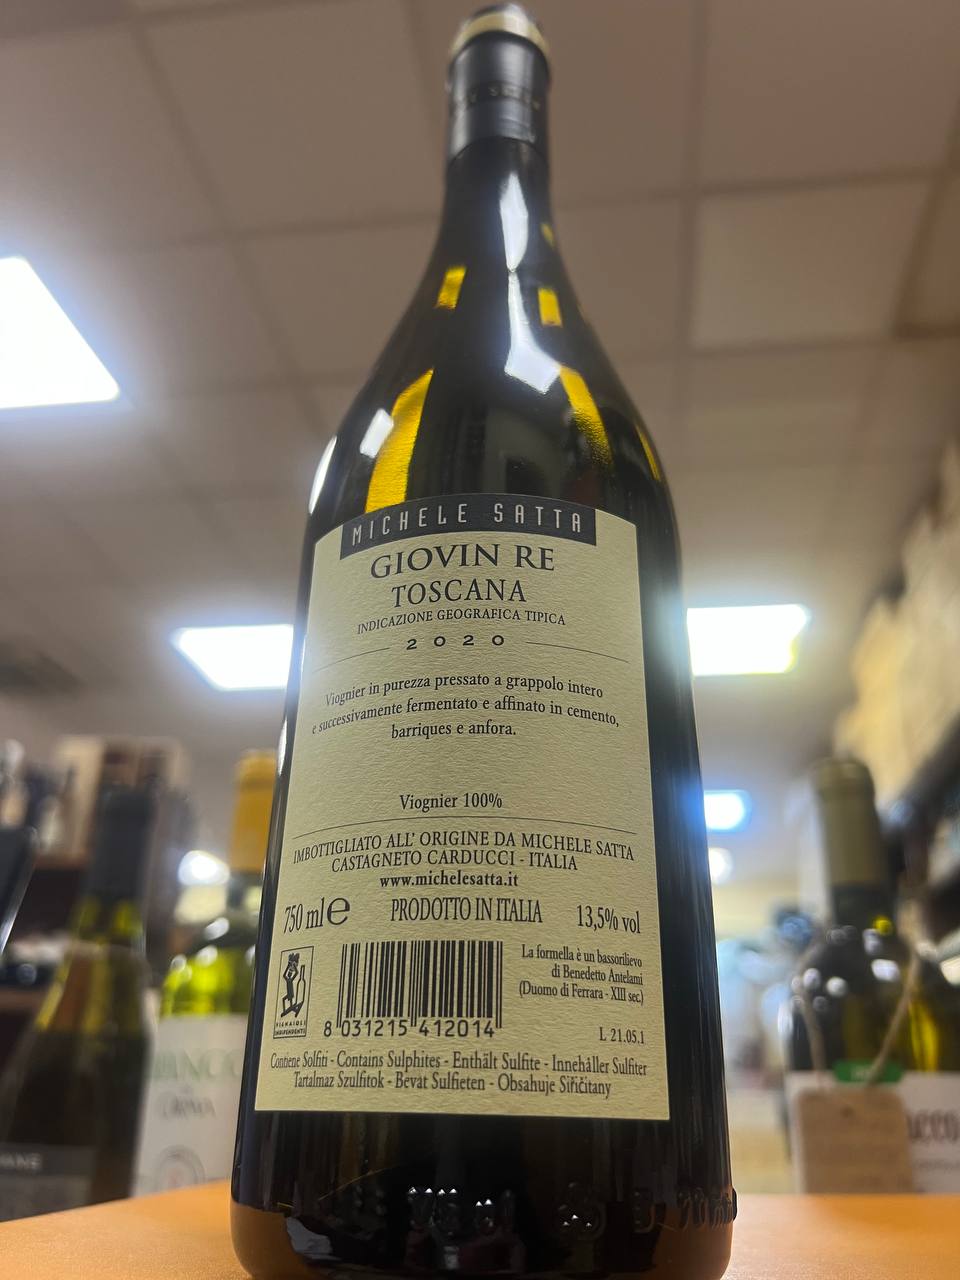 MICHELE SATTA
GIOVIN RE
TOSCANA
INDICAZIONE GEOGRAFICA TIPICA
2020
Viognier in purezza pressato a grappolo intero
e successivamente fermentato e affinato in cemento,
barriques e anfora.
Viognier 100%
IMBOTTIGLIATO ALL' ORIGINE DA MICHELE SATTA
CASTAGNETO CARDUCCI - ITALIA
www.michelesatta.it
750 ml e PRODOTTO IN ITALIA 13,5% vol
La formella è un bassorilievo
di Benedetto Antelami
(Duomo di Ferrara - XIII sec.)
VIGNAIOLI
INDIPENDENTI
8 031215 412014
L 21.05.1
Contiene Solfiti - Contains Sulphites - Enthält Sulfite - Innehåller Sulfiter
Tartalmaz Szulfitok - Bevat Sulfieten - Obsahuje Siřičitany